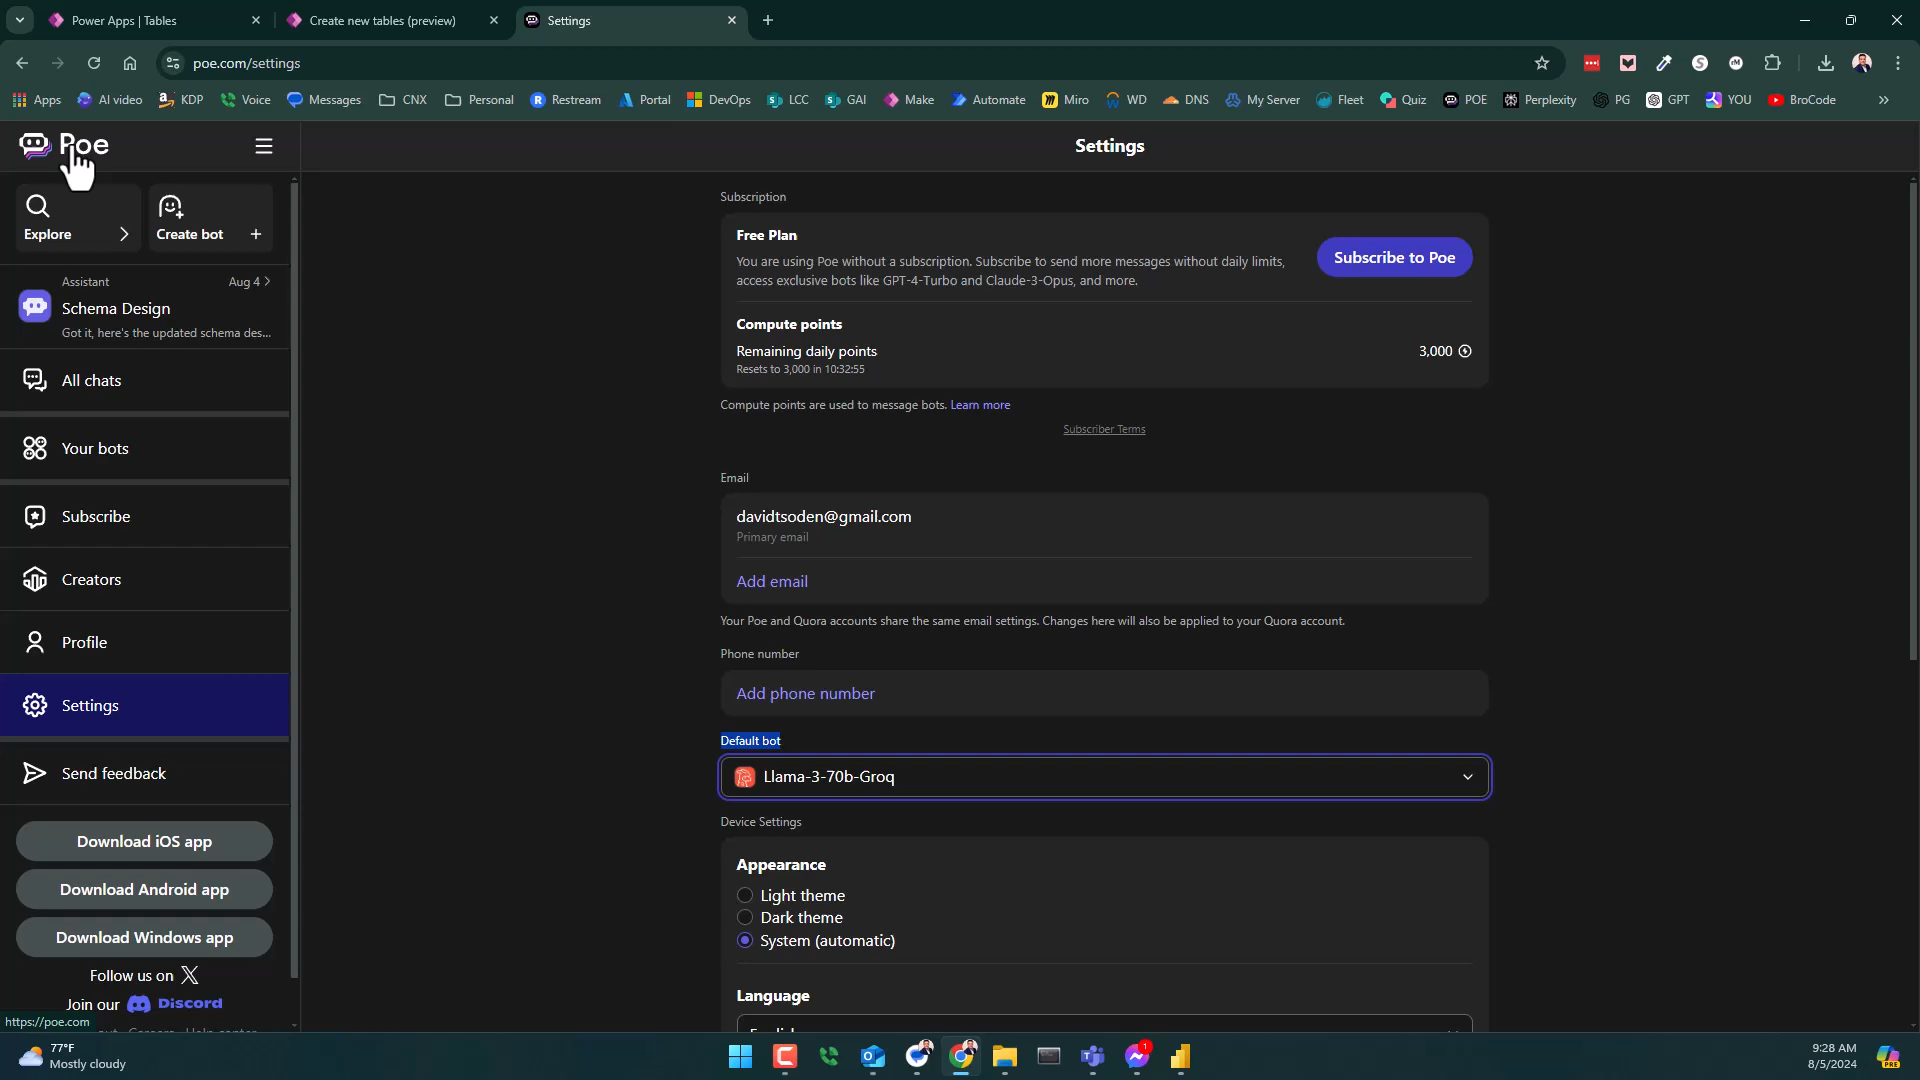 Power Apps | Tables
Create new tables (preview)
Settings
poe.com/settings
Apps
AI video
KDP
Voice
Messages
CNX
Personal
Restream
Portal
DevOps
LCC
GAI
Make
Automate
Miro
WD
DNS
My Server
Fleet
Quiz
POE
Perplexity
PG
GPT
YOU
BroCode
Poe
Settings
Explore
Create bot
Assistant
Aug 4
Schema Design
Got it, here's the updated schema des...
All chats
Your bots
Subscribe
Creators
Profile
Settings
Send feedback
Download iOS app
Download Android app
Download Windows app
Follow us on X
Join our Discord
https://poe.com
Subscription
Free Plan
You are using Poe without a subscription. Subscribe to send more messages without daily limits,
access exclusive bots like GPT-4-Turbo and Claude-3-Opus, and more.
Subscribe to Poe
Compute points
Remaining daily points
3,000
Resets to 3,000 in 10:32:55
Compute points are used to message bots. Learn more
Subscriber Terms
Email
davidtsoden@gmail.com
Primary email
Add email
Your Poe and Quora accounts share the same email settings. Changes here will also be applied to your Quora account.
Phone number
Add phone number
Default bot
Llama-3-70b-Groq
Device Settings
Appearance
Light theme
Dark theme
System (automatic)
Language
77°F
Mostly cloudy
1
9:28 AM
8/5/2024
PRE